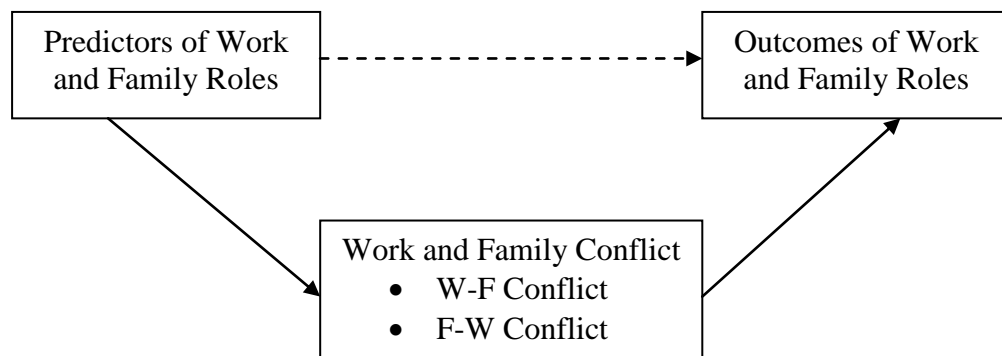 Predictors of Work
and Family Roles
Outcomes of Work
and Family Roles
Work and Family Conflict
• W-F Conflict
• F-W Conflict